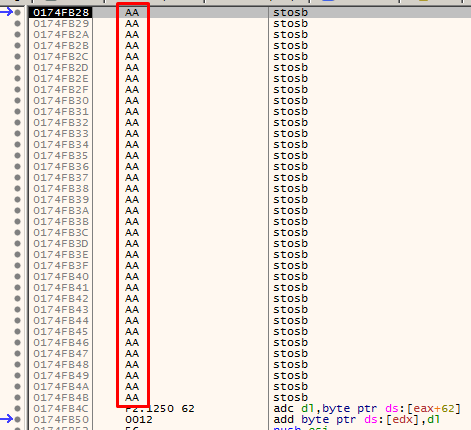 0174FB28 AA stosb
0174FB29 AA stosb
0174FB2A AA stosb
0174FB2B AA stosb
0174FB2C AA stosb
0174FB2D AA stosb
0174FB2E AA stosb
0174FB2F AA stosb
0174FB30 AA stosb
0174FB31 AA stosb
0174FB32 AA stosb
0174FB33 AA stosb
0174FB34 AA stosb
0174FB35 AA stosb
0174FB36 AA stosb
0174FB37 AA stosb
0174FB38 AA stosb
0174FB39 AA stosb
0174FB3A AA stosb
0174FB3B AA stosb
0174FB3C AA stosb
0174FB3D AA stosb
0174FB3E AA stosb
0174FB3F AA stosb
0174FB40 AA stosb
0174FB41 AA stosb
0174FB42 AA stosb
0174FB43 AA stosb
0174FB44 AA stosb
0174FB45 AA stosb
0174FB46 AA stosb
0174FB47 AA stosb
0174FB48 AA stosb
0174FB49 AA stosb
0174FB4A AA stosb
0174FB4B AA stosb
0174FB4C F2:1250 62 adc dl,byte ptr ds:[eax+62]
0174FB50 0012 add byte ptr ds:[edx],dl